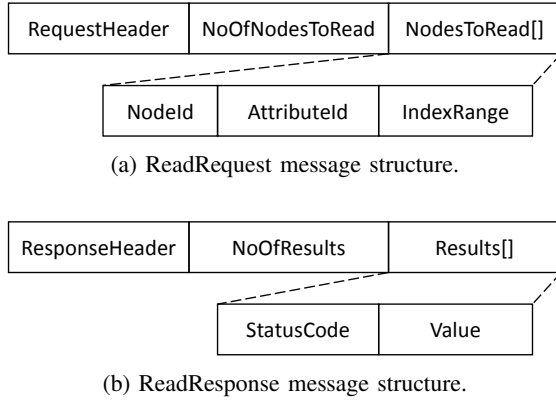 RequestHeader NoOfNodesToRead NodesToRead[]
NodeId AttributeId IndexRange
(a) ReadRequest message structure.
ResponseHeader NoOfResults Results[]
StatusCode Value
(b) ReadResponse message structure.